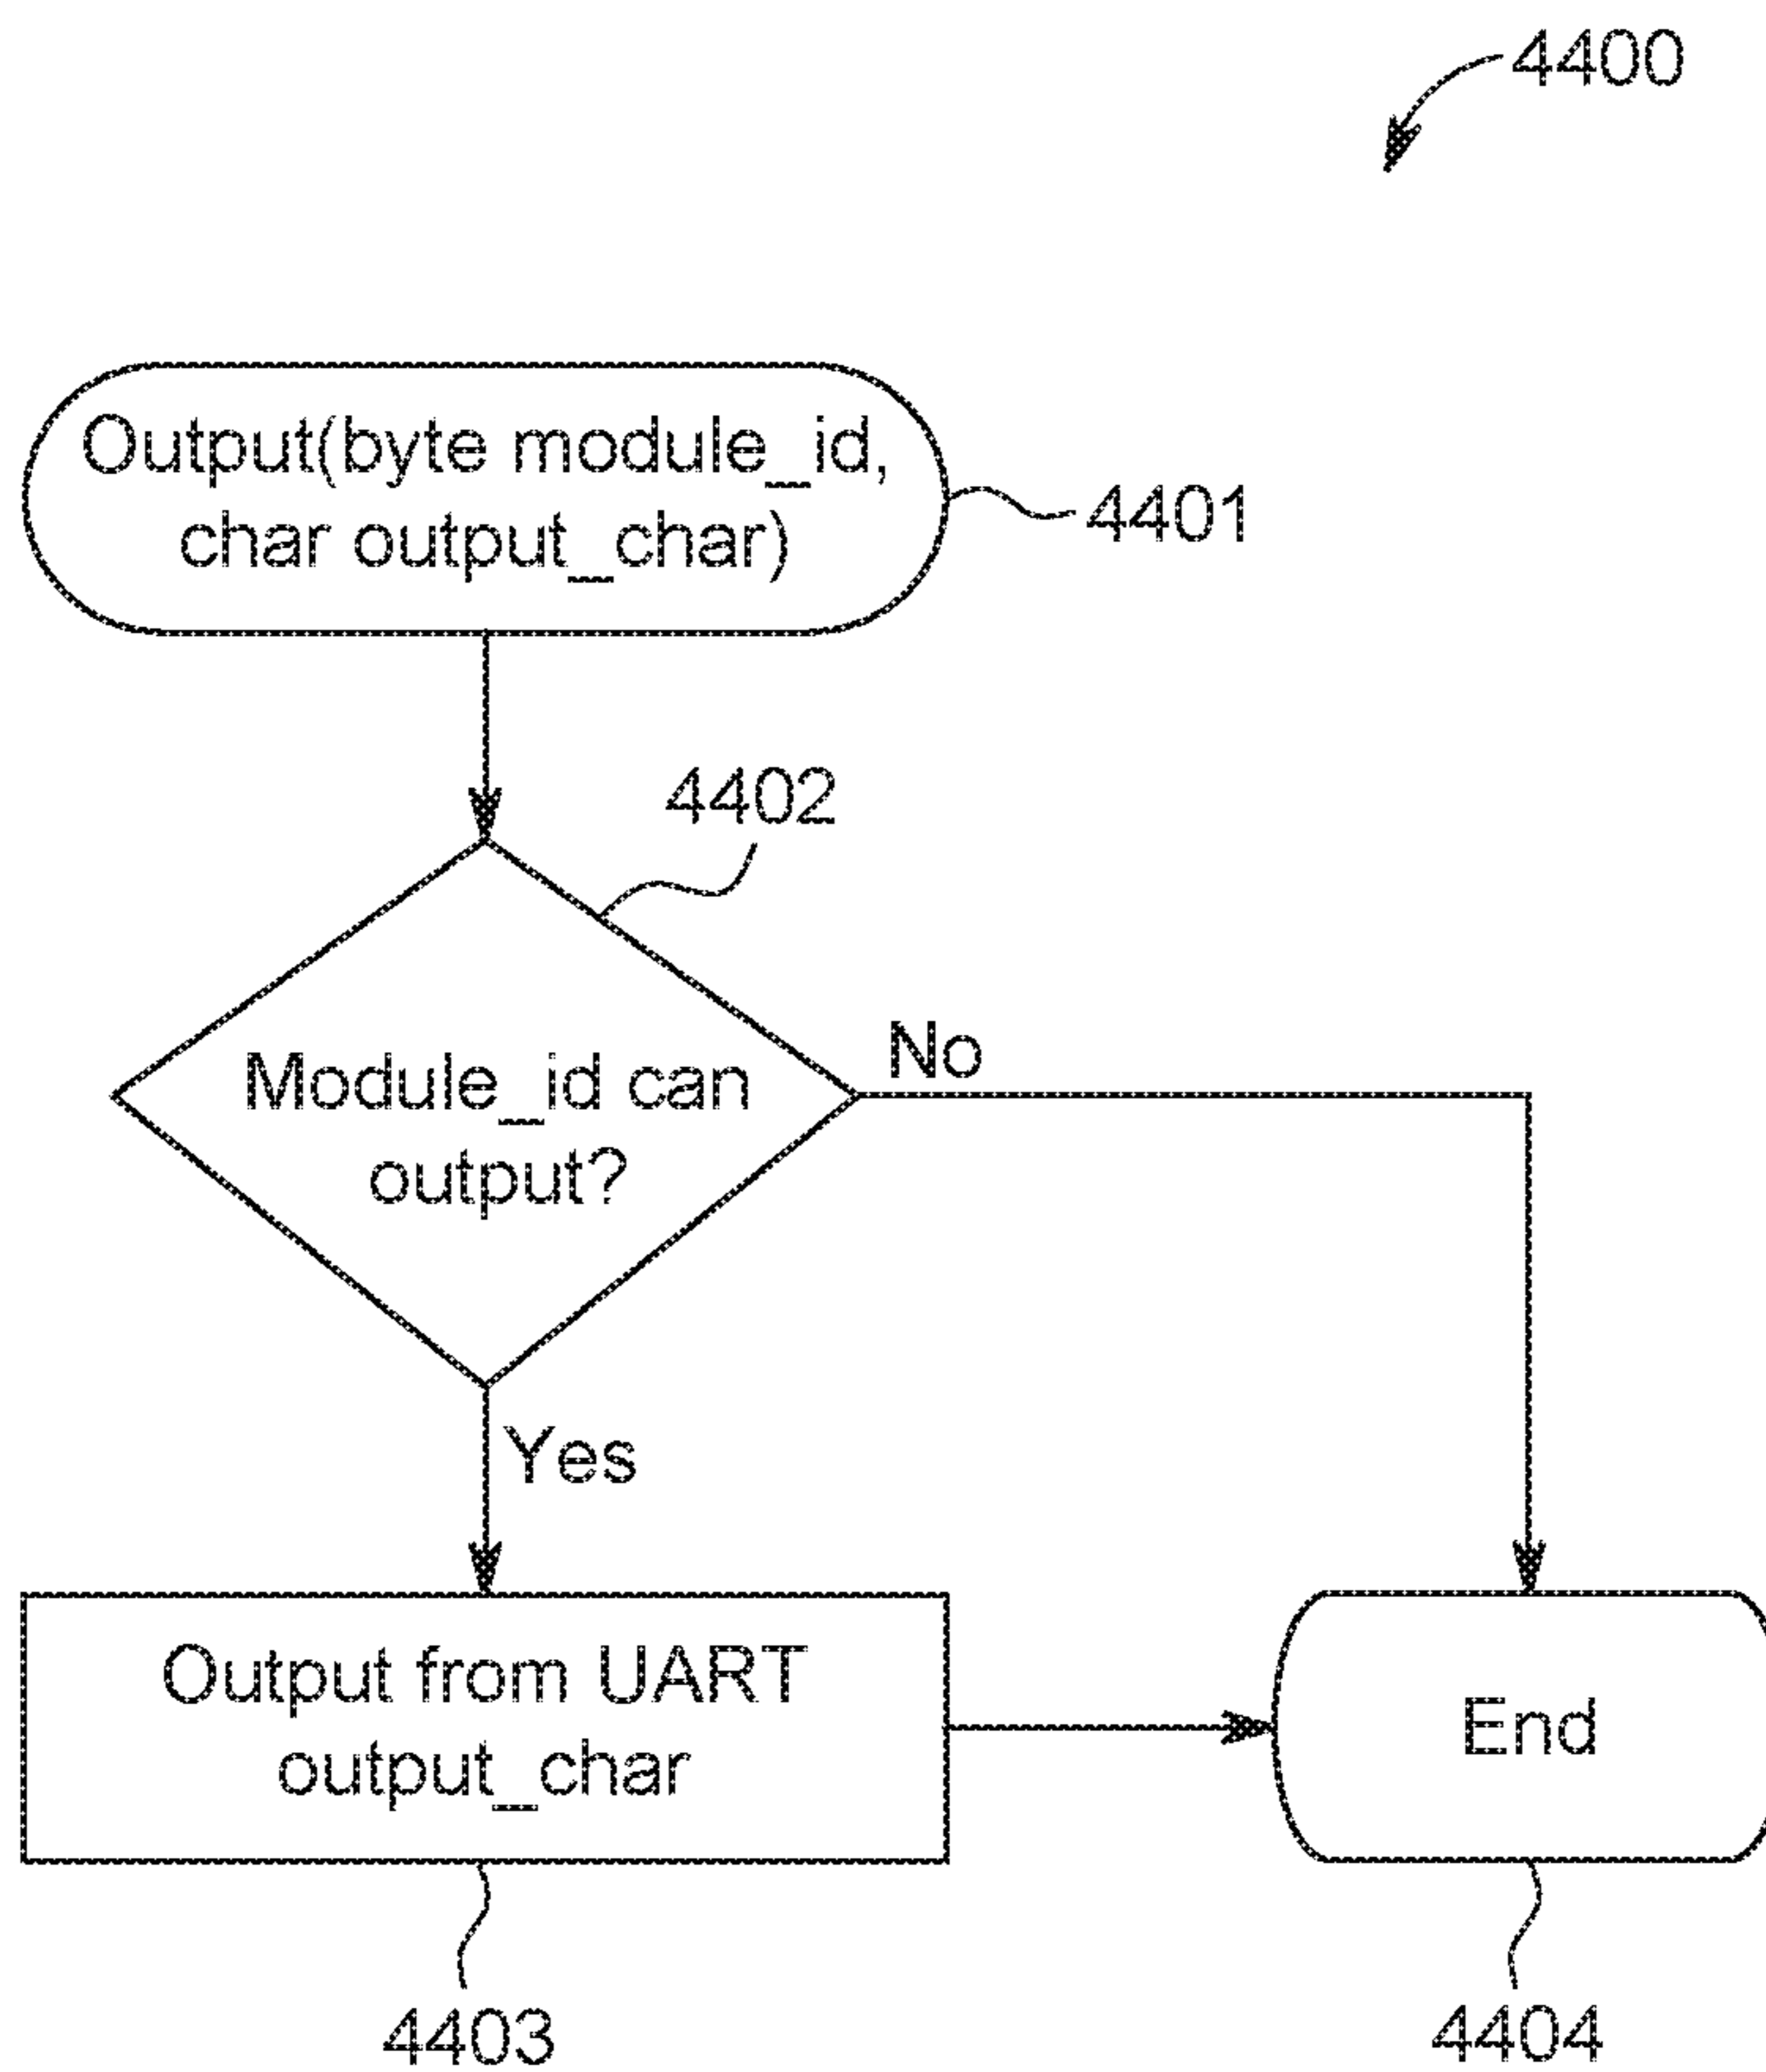 4400
Output(byte module_id,
char output_char)
4401
4402
Module_id can
output?
No
Yes
Output from UART
output_char
End
4403
4404